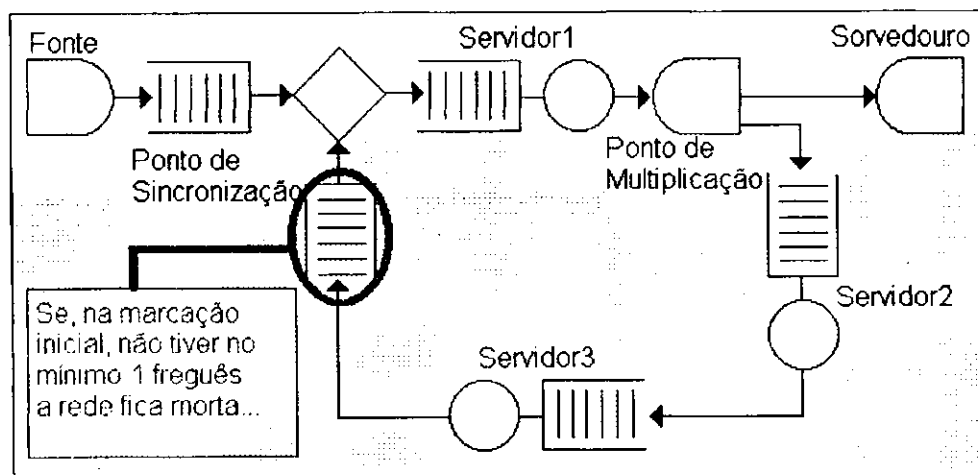 Fonte
Servidor1
Sorvedouro
Ponto de
Sincronização
Ponto de
Multiplicação
Servidor2
Servidor3
Se, na marcação
inicial, não tiver no
mínimo 1 freguês
a rede fica morta...